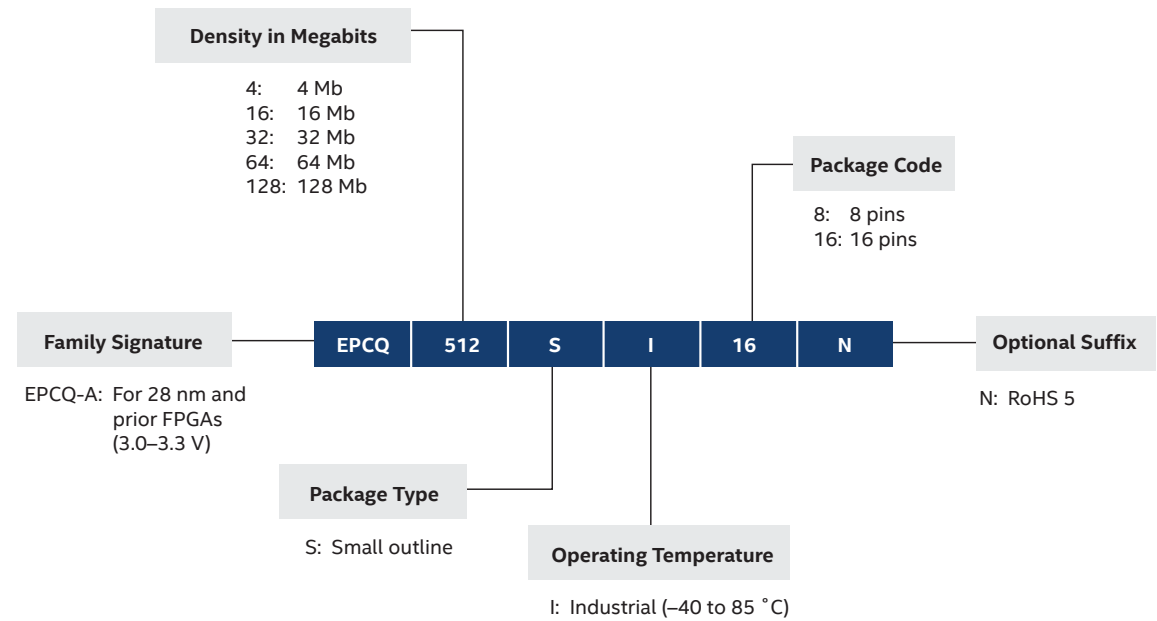 Density in Megabits
4: 4 Mb
16: 16 Mb
32: 32 Mb
64: 64 Mb
128: 128 Mb
Package Code
8: 8 pins
16: 16 pins
Family Signature
EPCQ 512 S I 16 N
Optional Suffix
EPCQ-A: For 28 nm and
prior FPGAs
(3.0–3.3 V)
N: RoHS 5
Package Type
S: Small outline
Operating Temperature
I: Industrial (–40 to 85 ˚C)